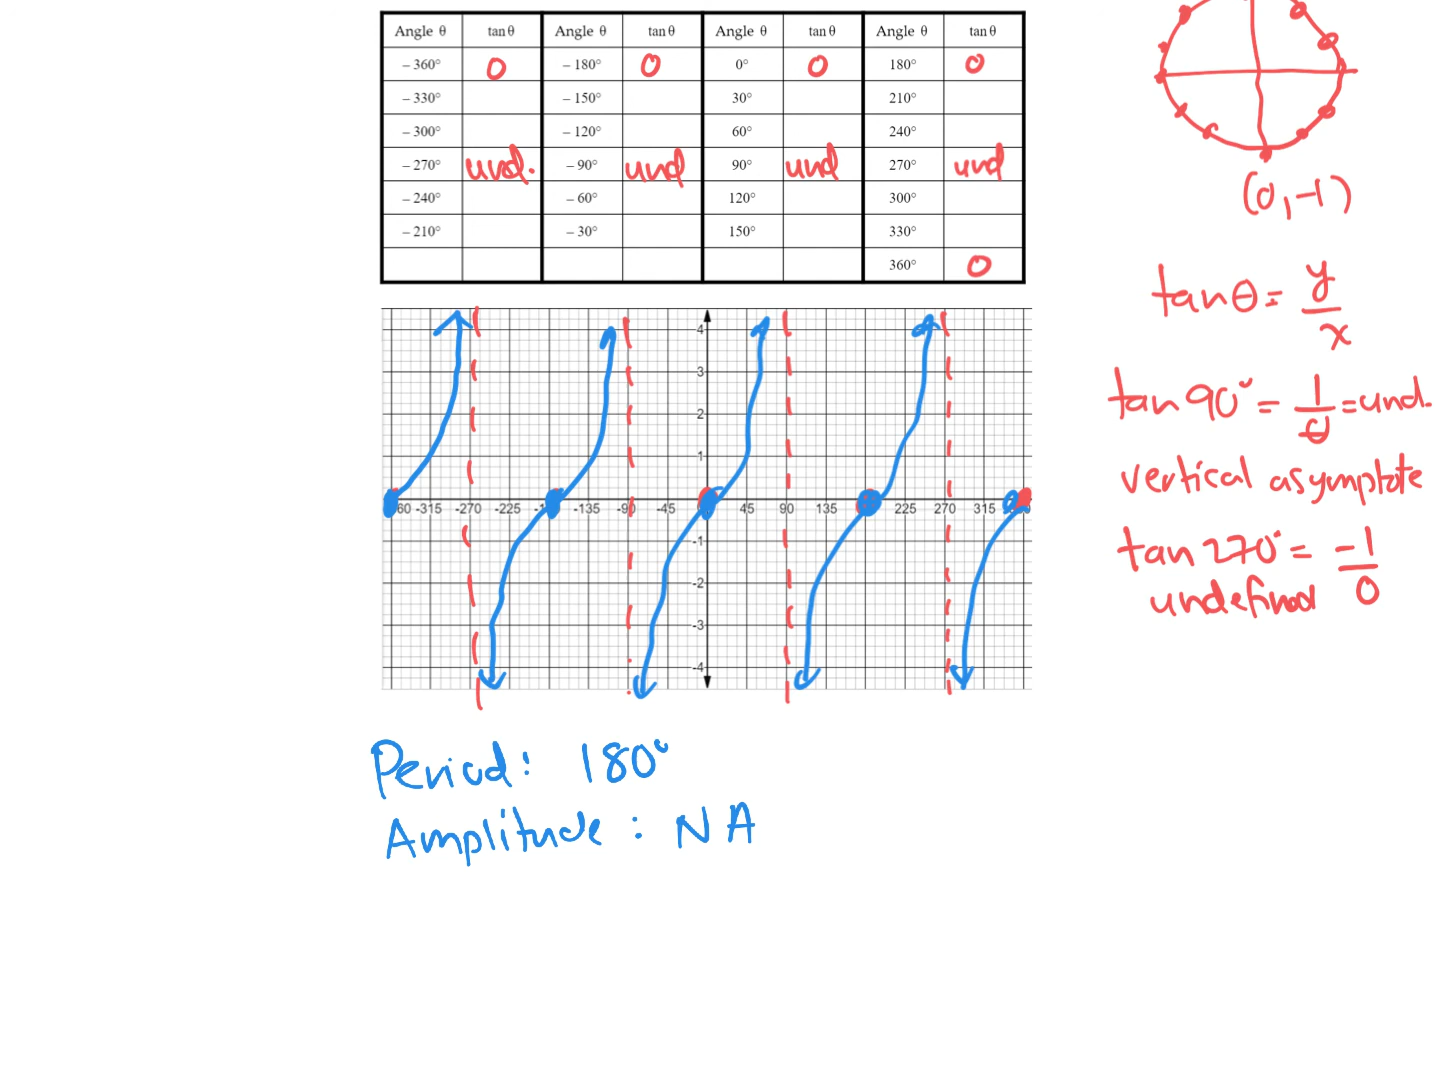 Angle θ tan θ Angle θ tan θ Angle θ tan θ Angle θ tan θ
– 360° 0 – 180° 0 0° 0 180° 0
– 330° – 150° 30° 210°
– 300° – 120° 60° 240°
– 270° und. – 90° und 90° und 270° und
– 240° – 60° 120° 300°
– 210° – 30° 150° 330°
360° 0
(0,-1)
tanθ = y/x
tan 90° = 1/0 = und.
vertical asymptote
tan 270° = -1/0
undefined
4
3
2
1
60 -315 -270 -225 -1 -135 -90 -45 45 90 135 225 270 315
-1
-2
-3
-4
Period: 180°
Amplitude: NA